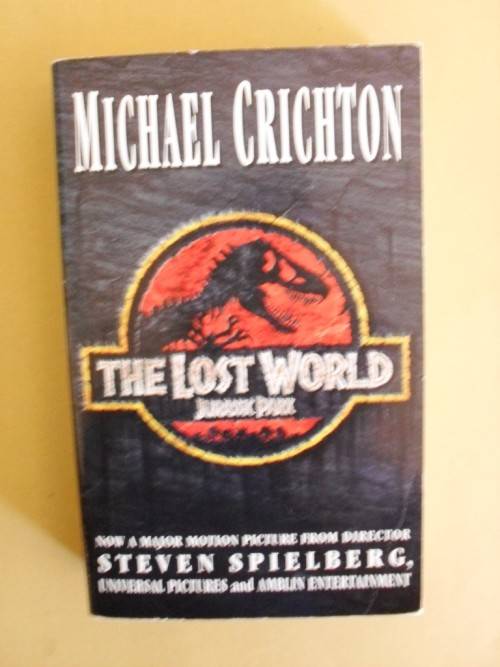 MICHAEL CRICHTON
THE LOST WORLD
JURASSIC PARK
NOW A MAJOR MOTION PICTURE FROM DIRECTOR
STEVEN SPIELBERG,
UNIVERSAL PICTURES and AMBLIN ENTERTAINMENT